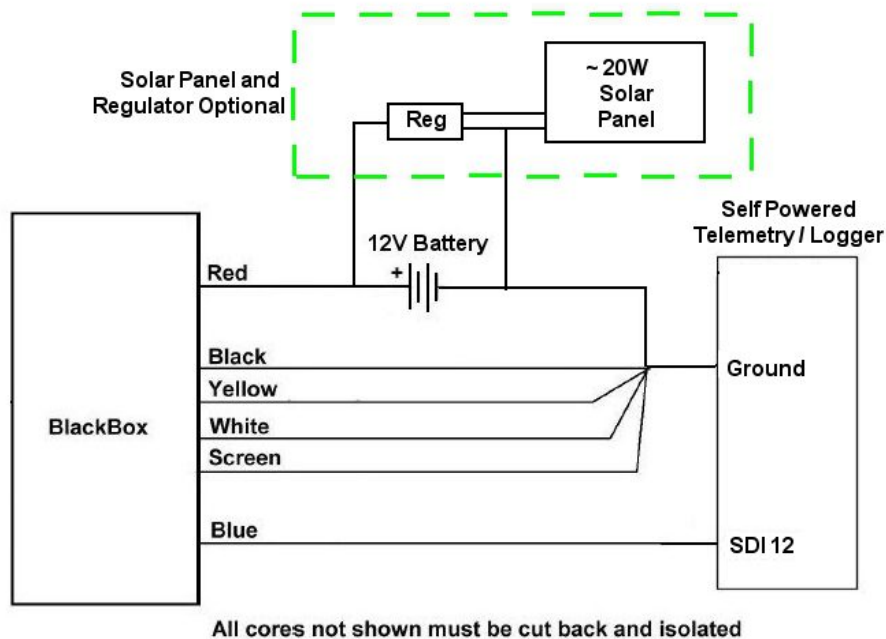 ~ 20W
Solar
Panel
Solar Panel and
Regulator Optional
Reg
Self Powered
Telemetry / Logger
12V Battery
+
Red
Black
Ground
Yellow
BlackBox
White
Screen
Blue
SDI 12
All cores not shown must be cut back and isolated